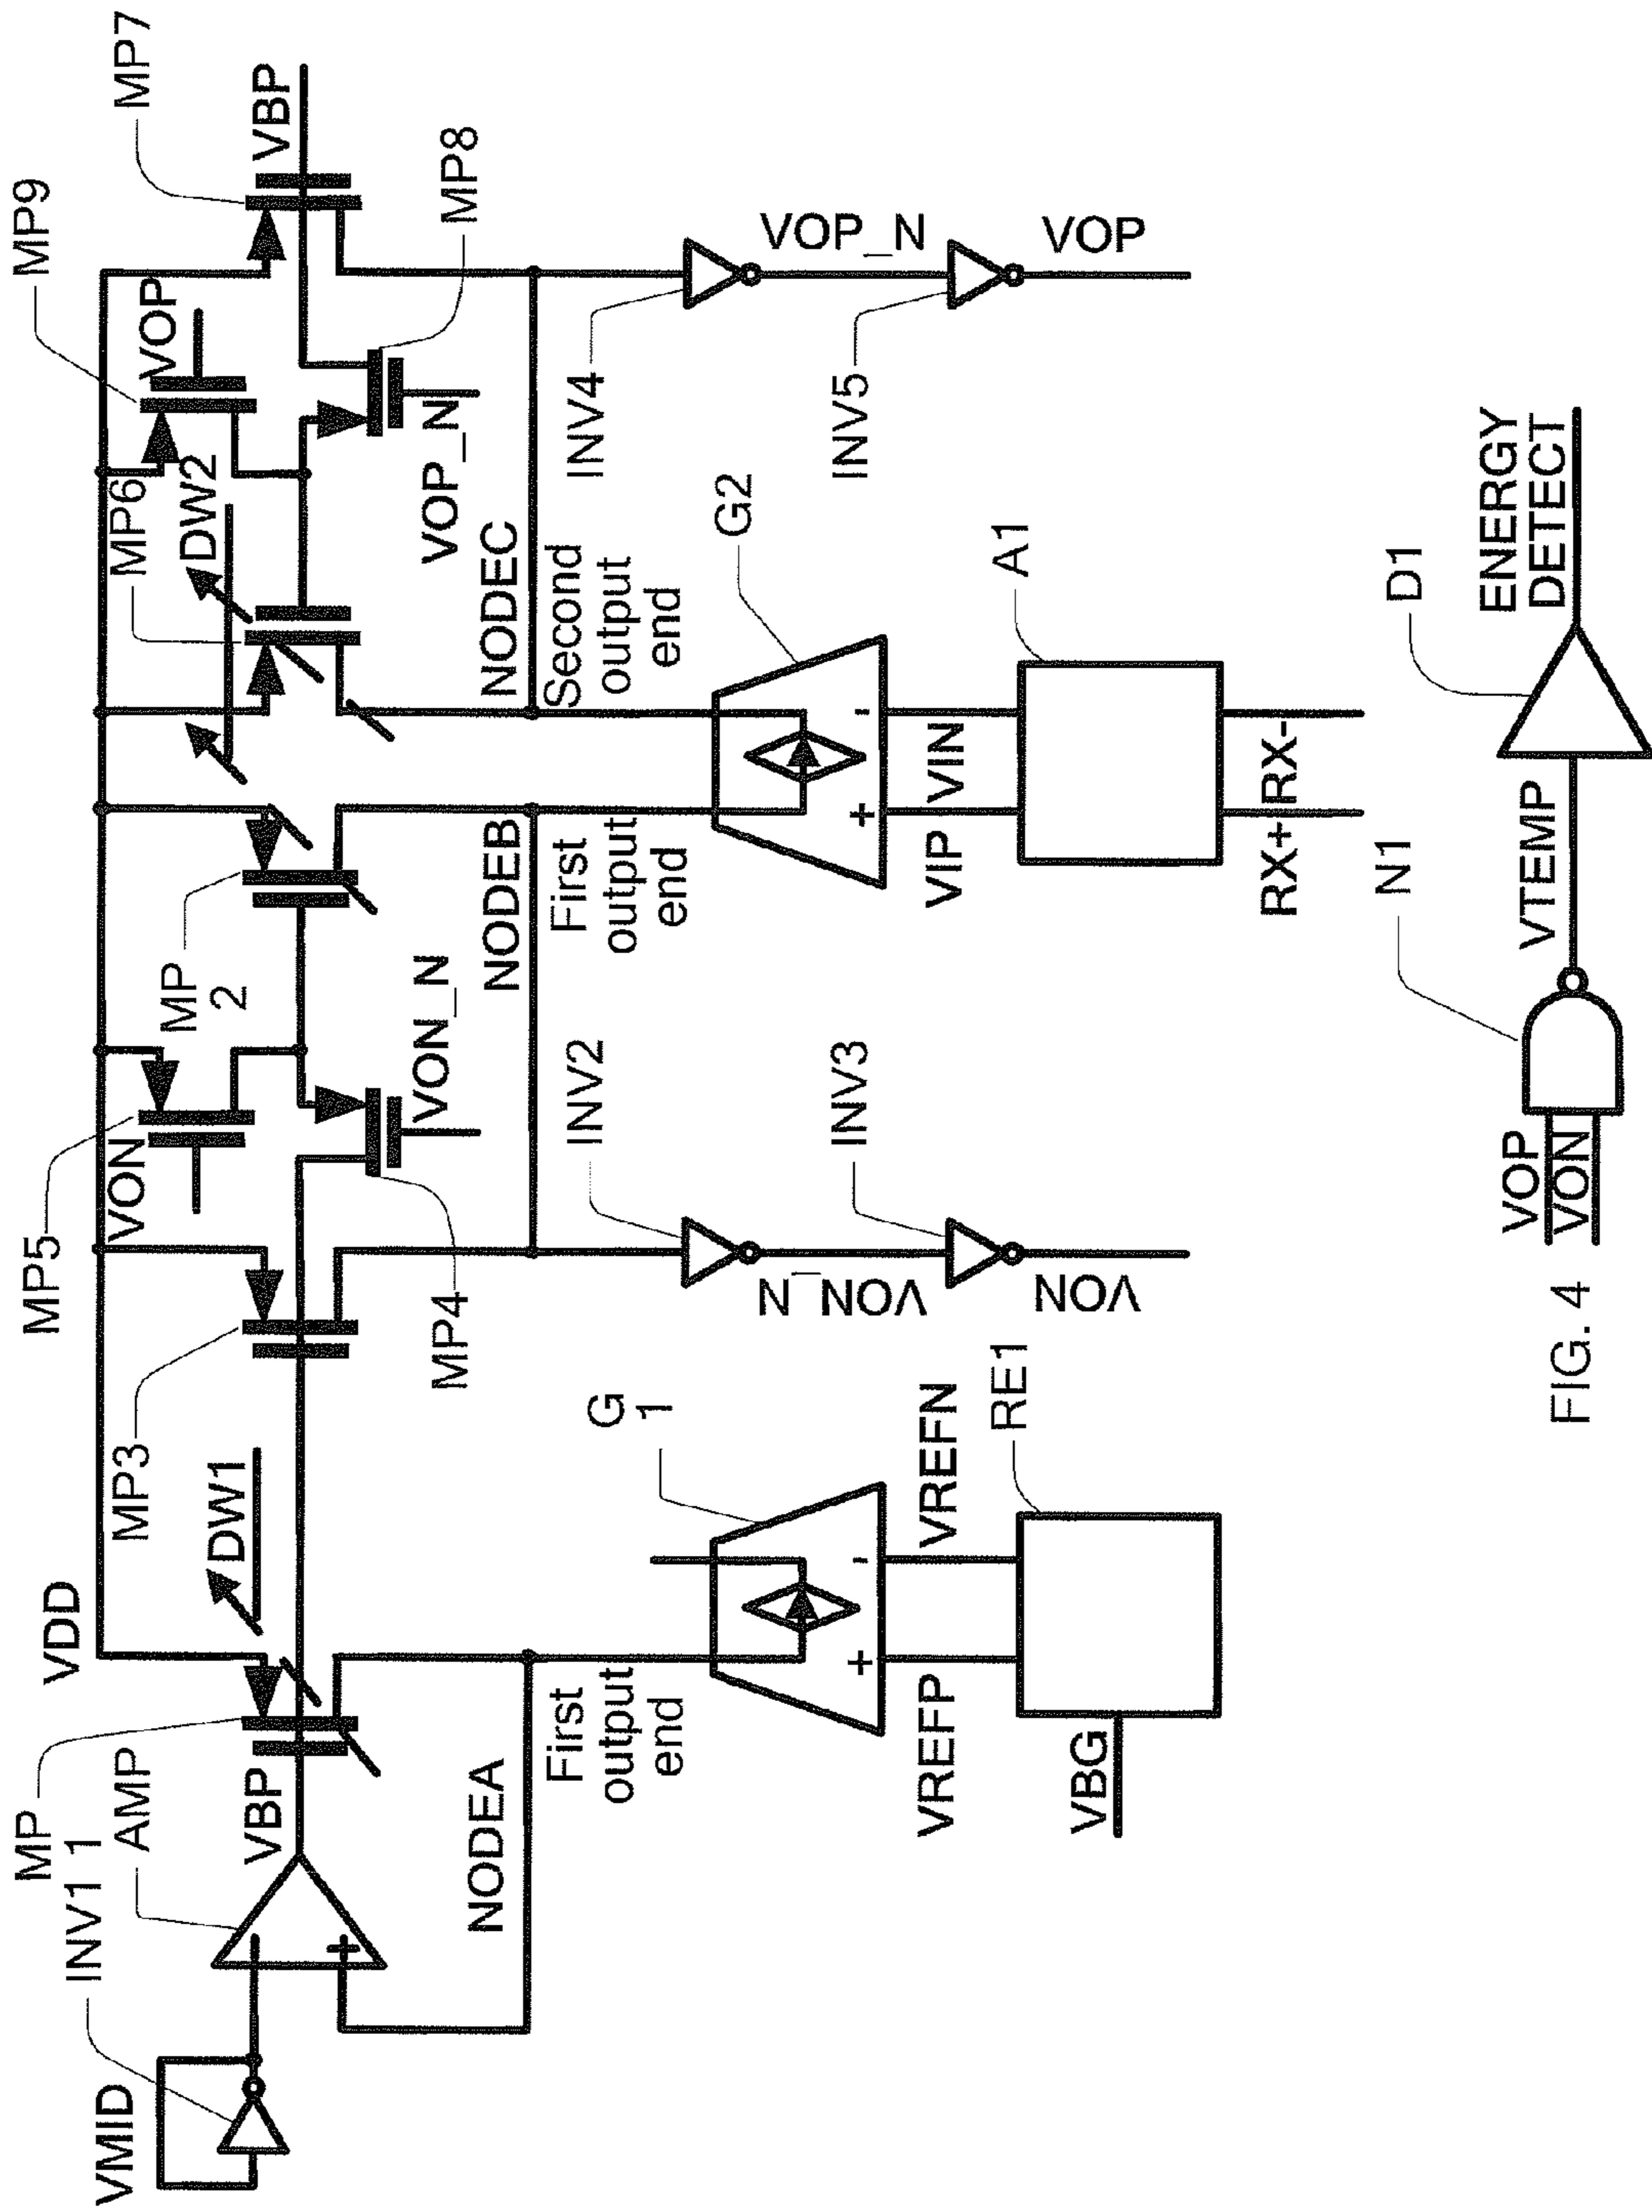 MP7
VBP
MP9
VOP
MP8
DW2
MP6
VOP_N
VOP_N
VOP
INV4
INV5
NODEC
Second
output
end
G2
A1
VIN
RX-
ENERGY
DETECT
D1
VTEMP
N1
VOP
VON
MP
2
NODEB
First
output
end
VIP
RX+
VON_N
MP5
VON
INV2
INV3
VON_N
VON
MP3
MP4
FIG. 4
DW1
G
1
VREFN
RE1
VDD
First
output
end
VREFP
VBG
MP
1
AMP
VBP
NODEA
INV1
VMID
+
-
+
-
+
-